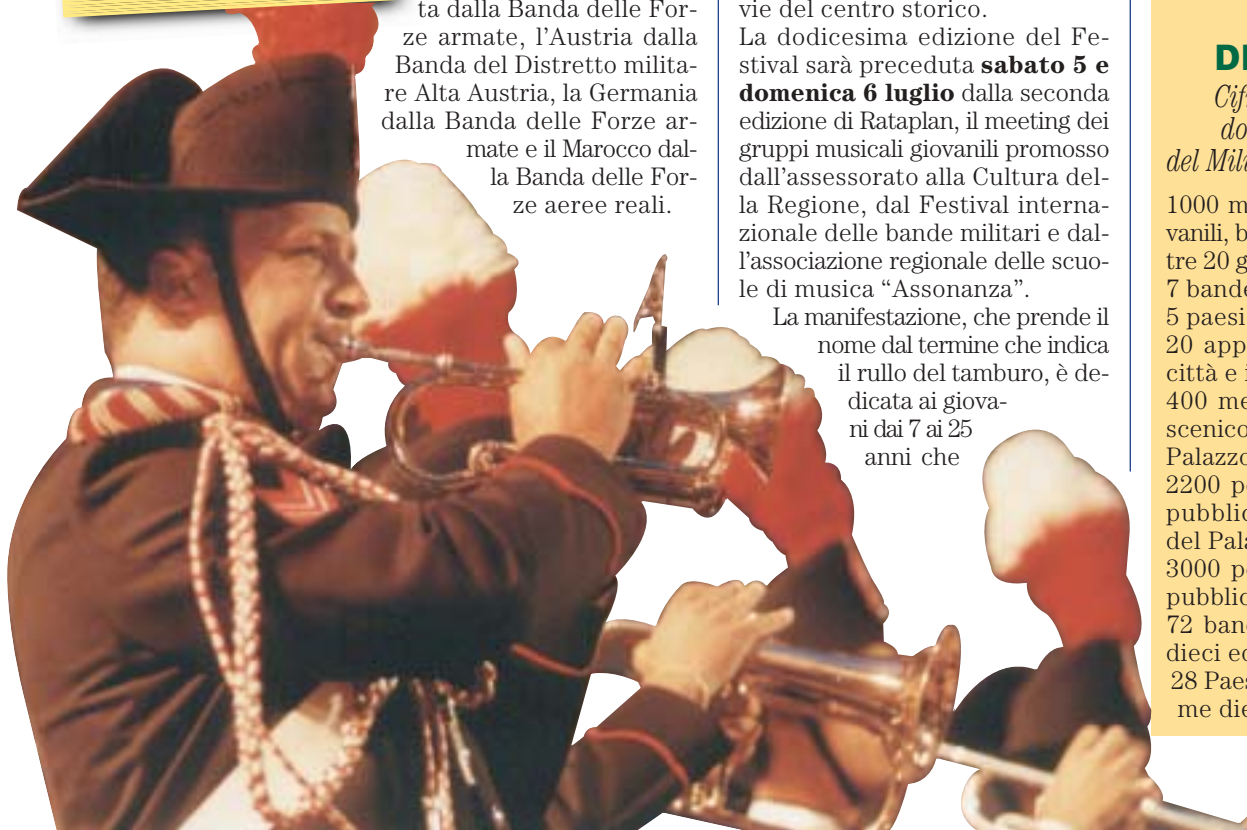 ta dalla Banda delle For-
ze armate, l’Austria dalla
Banda del Distretto milita-
re Alta Austria, la Germania
dalla Banda delle Forze ar-
mate e il Marocco dal-
la Banda delle For-
ze aeree reali.
vie del centro storico.
La dodicesima edizione del Fe-
stival sarà preceduta sabato 5 e
domenica 6 luglio dalla seconda
edizione di Rataplan, il meeting dei
gruppi musicali giovanili promosso
dall’assessorato alla Cultura del-
la Regione, dal Festival interna-
zionale delle bande militari e dal-
l’associazione regionale delle scuo-
le di musica “Assonanza”.
La manifestazione, che prende il
nome dal termine che indica
il rullo del tamburo, è de-
dicata ai giova-
ni dai 7 ai 25
anni che
del
1000
vanili,
tre 20
7 bande
5 paesi
20
città e
400
scenico
Palazzo
2200
pubblic
del
3000
pubblic
72
dieci
28
me